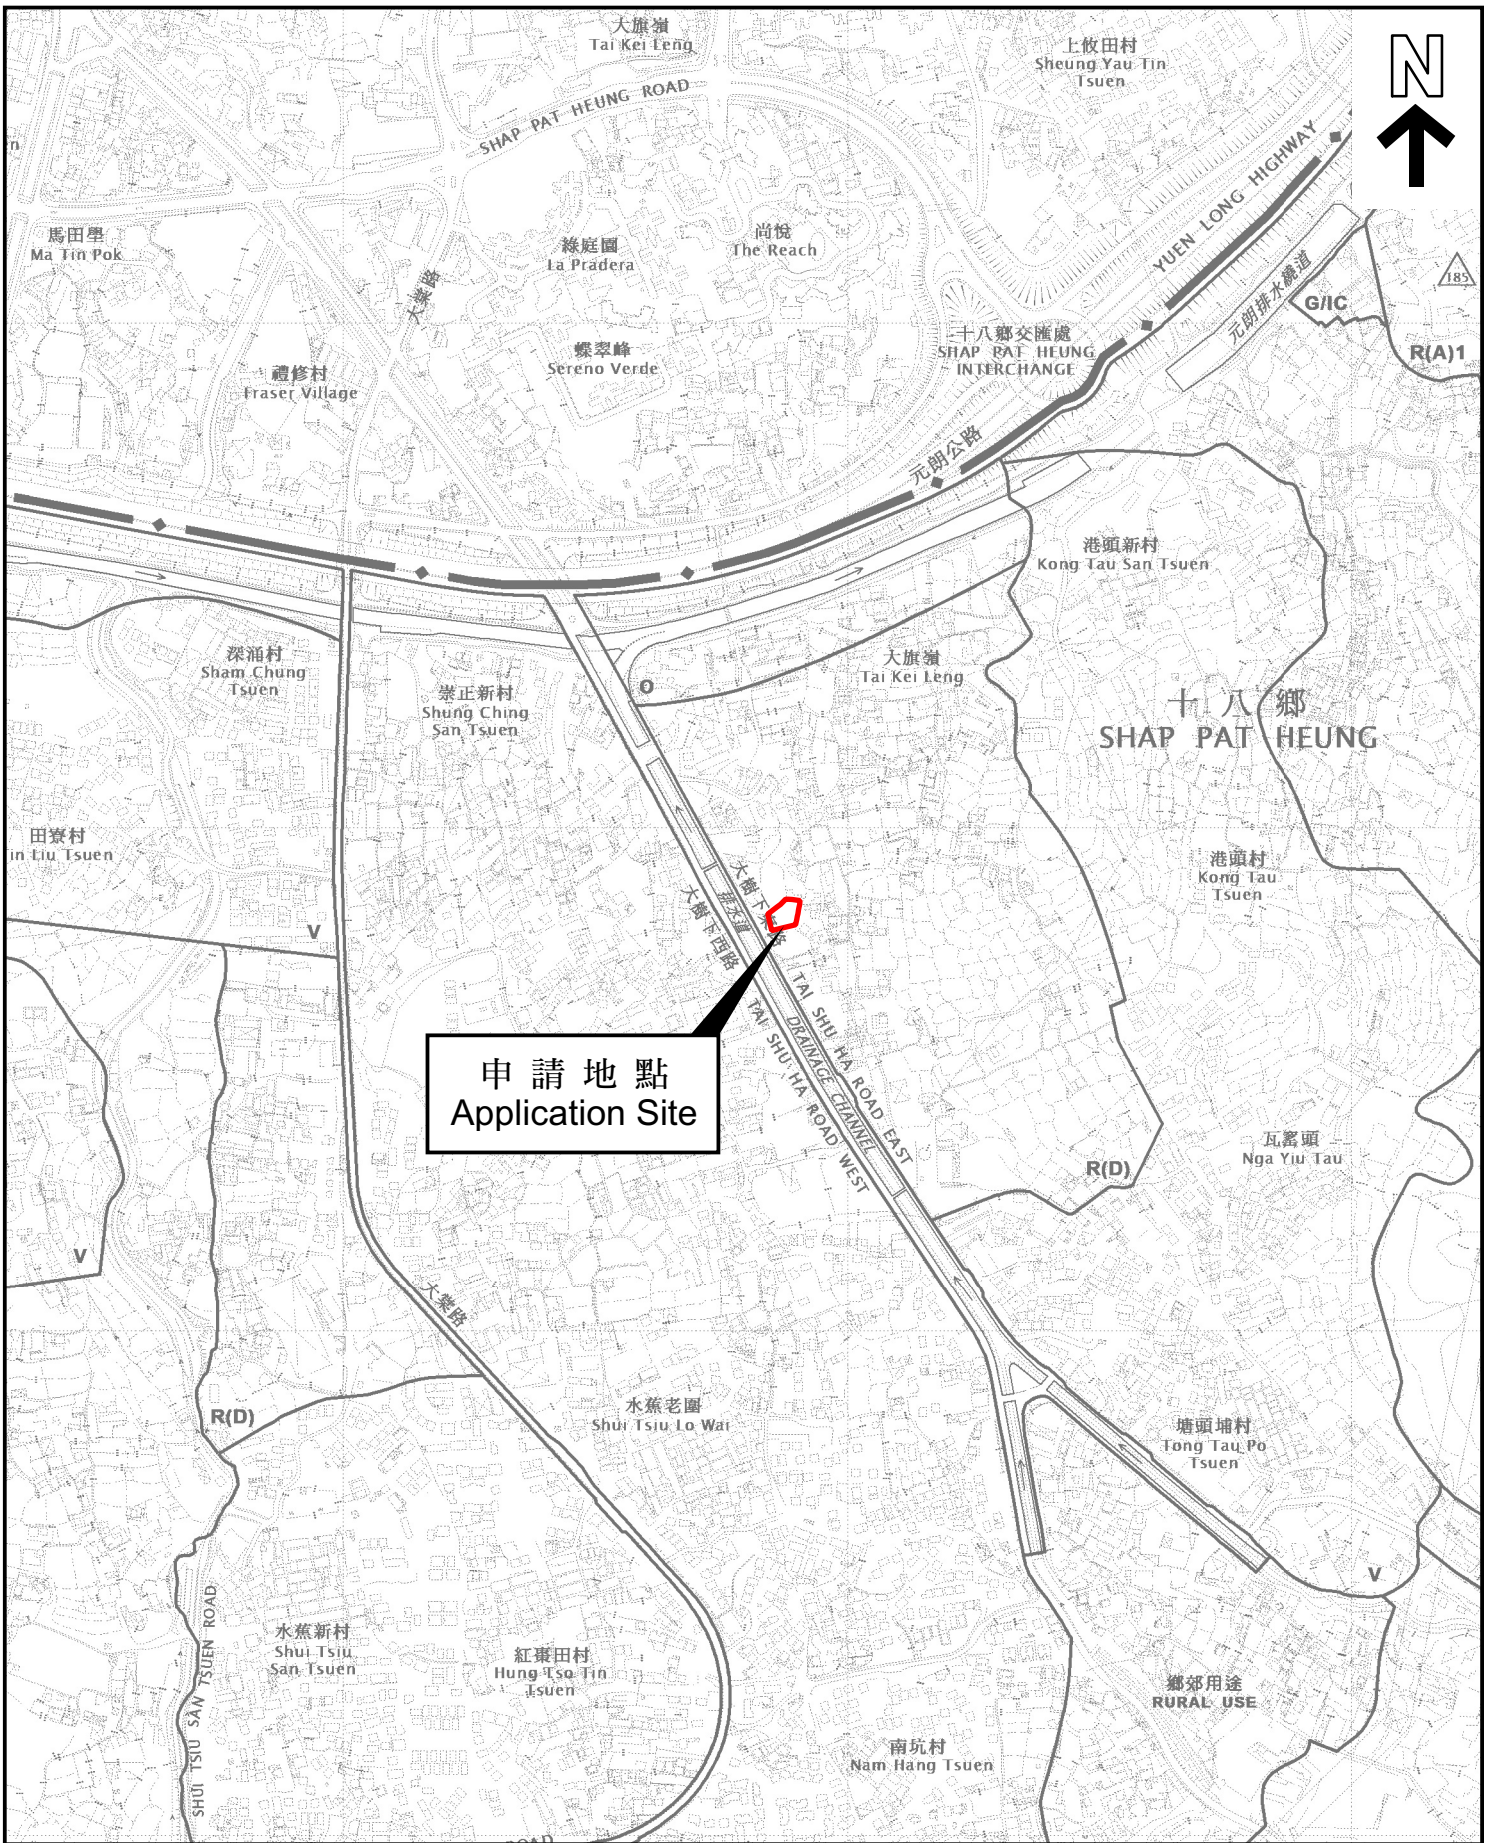 大旗嶺
Tai Kei Leng
上攸田村
Sheung Yau Tin
Tsuen
N
SHAP PAT HEUNG ROAD
YUEN LONG HIGHWAY
馬田壆
Ma Tin Pok
綠庭園
La Pradera
尚悅
The Reach
大棠路
元朗排水繞道
G/IC
185
R(A)1
十八鄉交匯處
SHAP PAT HEUNG
INTERCHANGE
蝶翠峰
Sereno Verde
禮修村
Fraser Village
元朗公路
港頭新村
Kong Tau San Tsuen
深涌村
Sham Chung
Tsuen
崇正新村
Shung Ching
San Tsuen
O
大旗嶺
Tai Kei Leng
十八鄉
SHAP PAT HEUNG
田寮村
in Liu Tsuen
港頭村
Kong Tau
Tsuen
大樹下東路
排水道
大樹下西路
V
TAI SHU HA ROAD EAST
DRAINAGE CHANNEL
TAI SHU HA ROAD WEST
申請地點
Application Site
瓦窰頭
Nga Yiu Tau
R(D)
V
大棠路
R(D)
水蕉老圍
Shui Tsiu Lo Wai
塘頭埔村
Tong Tau Po
Tsuen
V
SHUI TSIU SAN TSUEN ROAD
水蕉新村
Shui Tsiu
San Tsuen
紅棗田村
Hung Tso Tin
Tsuen
鄉郊用途
RURAL USE
南坑村
Nam Hang Tsuen
ROAD